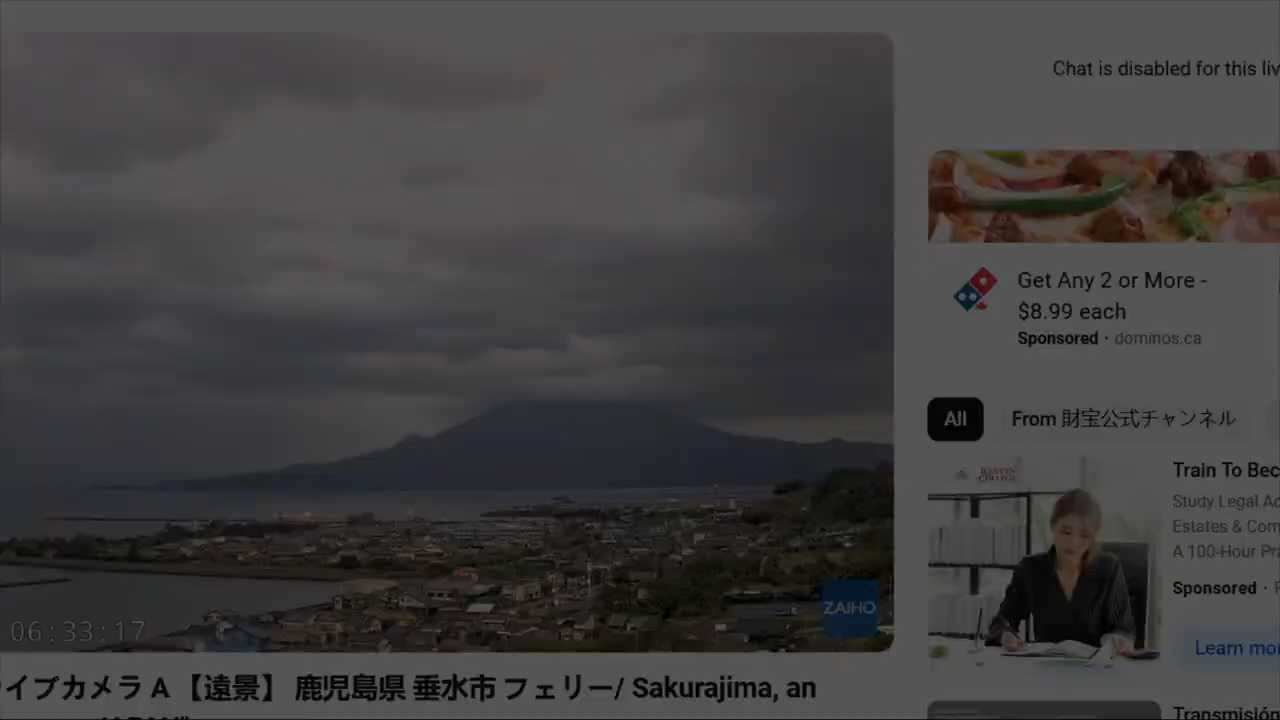 Chat is disabled for this liv
Get Any 2 or More -
$8.99 each
Sponsored · dominos.ca
All
From 財宝公式チャンネル
Train To Bec
Study Legal Ad
Estates & Com
A 100-Hour Pr
Sponsored ·
Learn mor
ZAIHO
06:33:17
イブカメラ A 【遠景】 鹿児島県 垂水市 フェリー/ Sakurajima, an
Transmisión